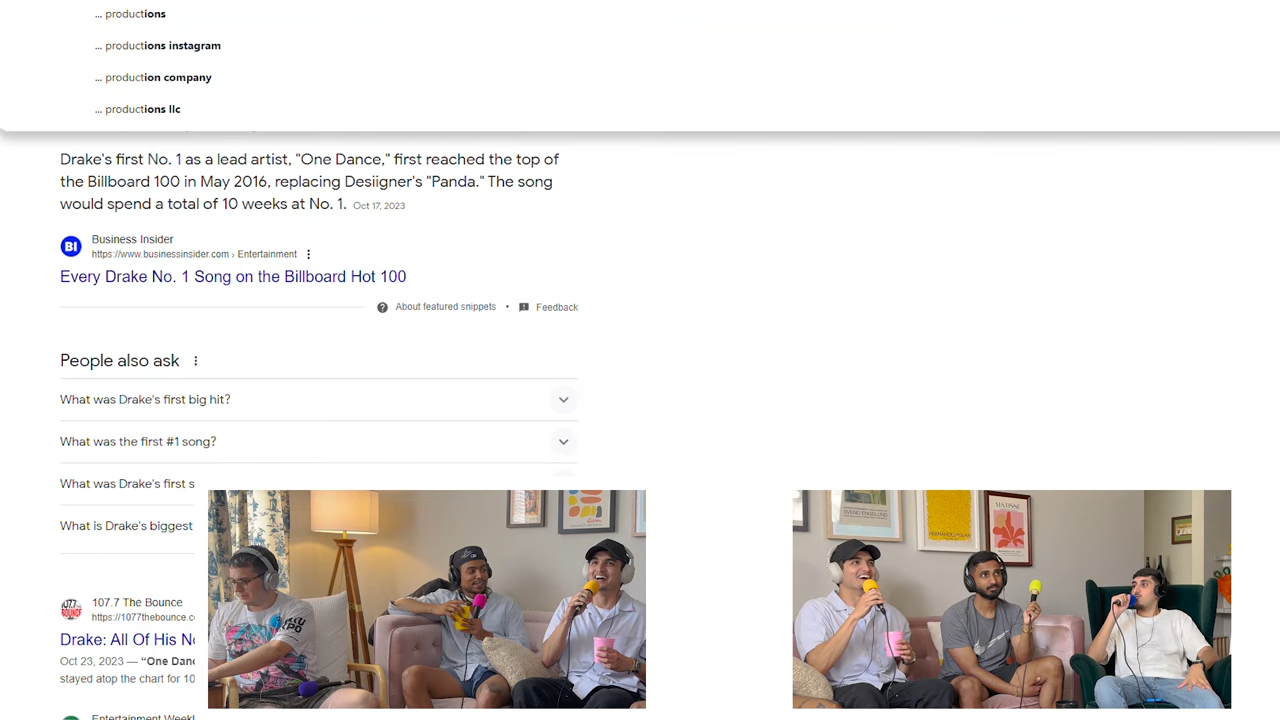 ... productions
... productions instagram
... production company
... productions llc
Drake's first No. 1 as a lead artist, "One Dance," first reached the top of
the Billboard 100 in May 2016, replacing Desiigner's "Panda." The song
would spend a total of 10 weeks at No. 1. Oct 17, 2023
BI
Business Insider
https://www.businessinsider.com › Entertainment
Every Drake No. 1 Song on the Billboard Hot 100
About featured snippets • Feedback
People also ask
What was Drake's first big hit?
What was the first #1 song?
What was Drake's first s
What is Drake's biggest
107.7 The Bounce
https://1077thebounce.c
Drake: All Of His N
Oct 23, 2023 — "One Danc
stayed atop the chart for 10
Entertainment Weekl
MATISSE